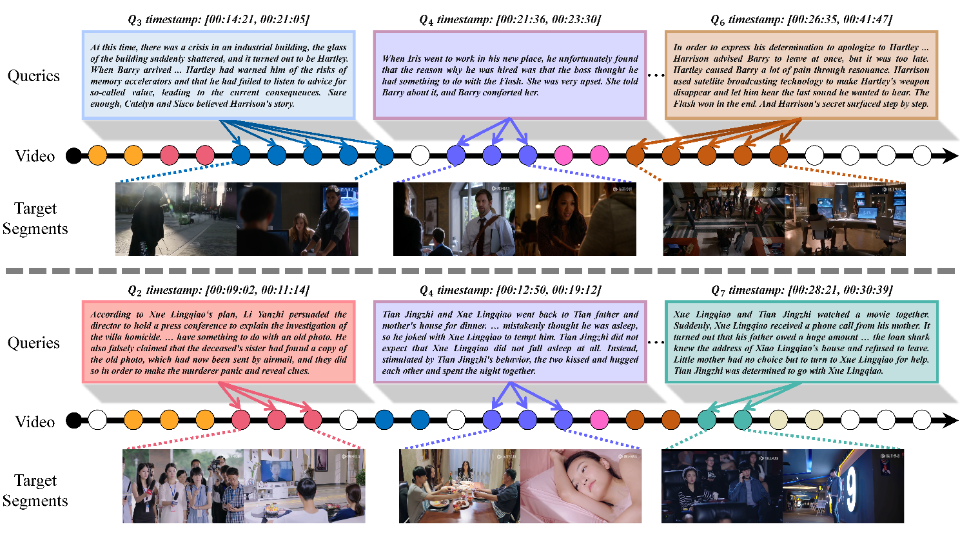 Q3 timestamp: [00:14:21, 00:21:05]
Q4 timestamp: [00:21:36, 00:23:30]
Q6 timestamp: [00:26:35, 00:41:47]
Queries
At this time, there was a crisis in an industrial building, the glass
of the building suddenly shattered, and it turned out to be Hartley.
When Barry arrived ... Hartley had warned him of the risks of
memory accelerators and that he had failed to listen to advice for
so-called value, leading to the current consequences. Sure
enough, Catelyn and Sisco believed Harrison's story.
When Iris went to work in his new place, he unfortunately found
that the reason why he was hired was that the boss thought he
had something to do with the Flash. She was very upset. She told
Barry about it, and Barry comforted her.
...
In order to express his determination to apologize to Hartley ...
Harrison advised Barry to leave at once, but it was too late.
Hartley caused Barry a lot of pain through resonance. Harrison
used satellite broadcasting technology to make Hartley's weapon
disappear and let him hear the last sound he wanted to hear. The
Flash won in the end. And Harrison's secret surfaced step by step.
Video
Target
Segments
Q2 timestamp: [00:09:02, 00:11:14]
Q4 timestamp: [00:12:50, 00:19:12]
Q7 timestamp: [00:28:21, 00:30:39]
Queries
According to Xue Lingqiao's plan, Li Yanzhi persuaded the
director to hold a press conference to explain the investigation of
the villa homicide. ... have something to do with an old photo. He
also falsely claimed that the deceased's sister had found a copy of
the old photo, which had now been sent by airmail, and they did
so in order to make the murderer panic and reveal clues.
Tian Jingzhi and Xue Lingqiao went back to Tian father and
mother's house for dinner. ... mistakenly thought he was asleep,
so he joked with Xue Lingqiao to tempt him. Tian Jingzhi did not
expect that Xue Lingqiao did not fall asleep at all. Instead,
stimulated by Tian Jingzhi's behavior, the two kissed and hugged
each other and spent the night together.
...
Xue Lingqiao and Tian Jingzhi watched a movie together.
Suddenly, Xue Lingqiao received a phone call from his mother. It
turned out that his father owed a huge amount ... the loan shark
knew the address of Xue Lingqiao's house and refused to leave.
Little mother had no choice but to turn to Xue Lingqiao for help.
Tian Jingzhi was determined to go with Xue Lingqiao.
Video
Target
Segments
9